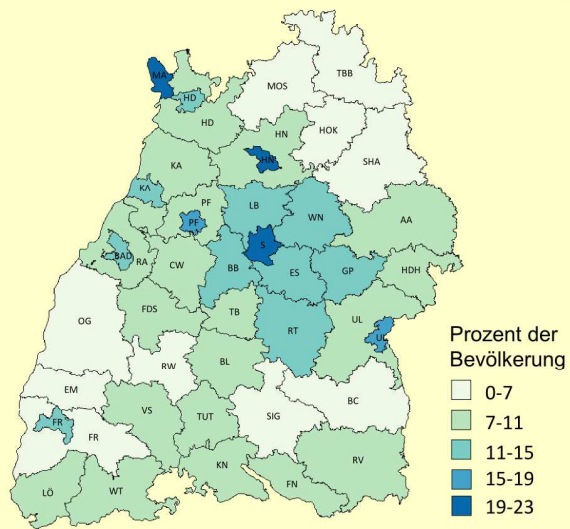 MA
TBB
MOS
HD
HD
HN
HOK
HN
SHA
KA
KA
PF
LB
WN
PF
AA
S
BAD
RA
CW
BB
ES
GP
HDH
FDS
TB
OG
RT
UL
UL
RW
BL
EM
BC
VS
TUT
SIG
FR
FR
RV
KN
FN
LÖ
WT
Prozent der
Bevölkerung
0-7
7-11
11-15
15-19
19-23